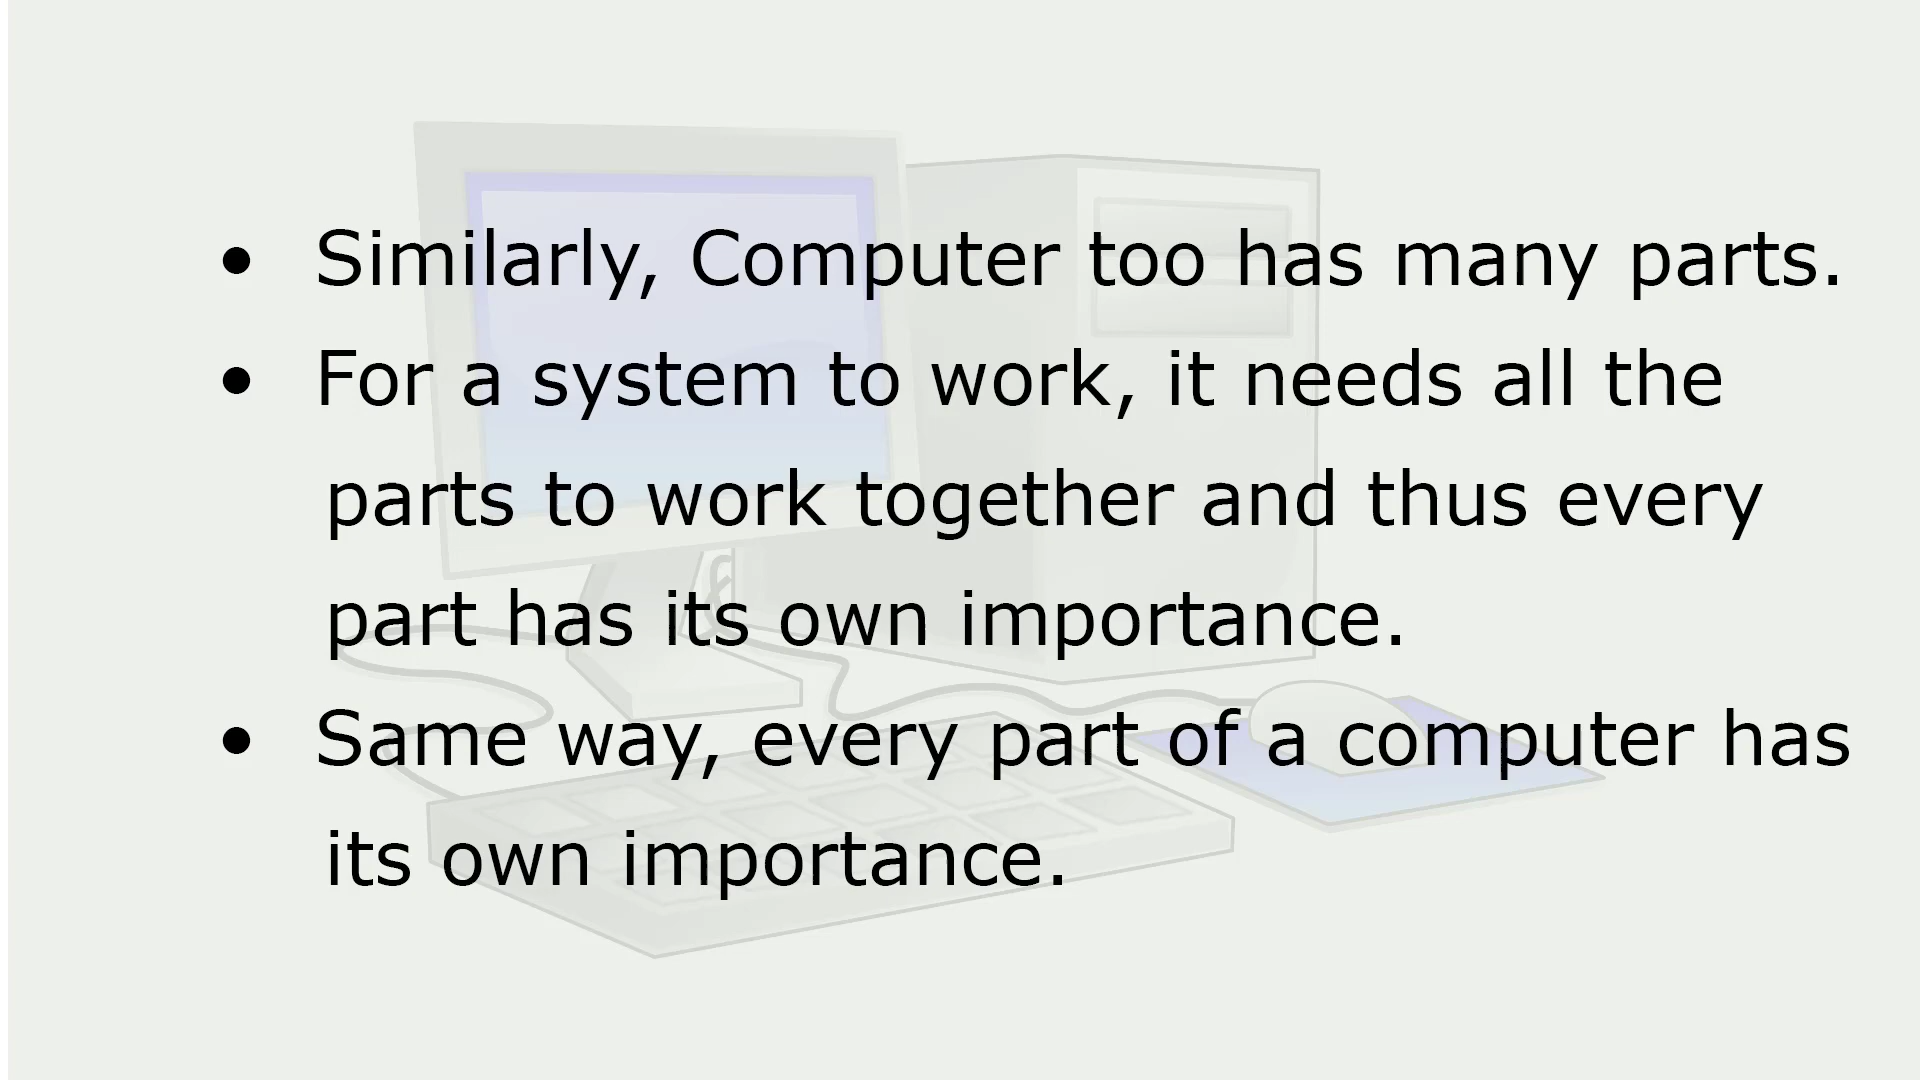 • Similarly, Computer too has many parts.
• For a system to work, it needs all the
parts to work together and thus every
part has its own importance.
• Same way, every part of a computer has
its own importance.